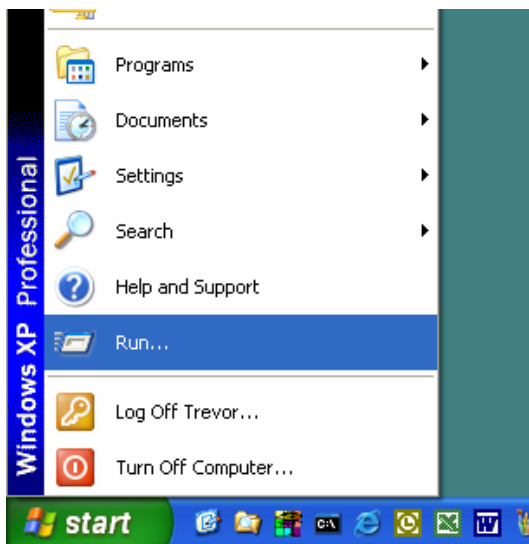 Programs
Documents
Settings
Search
Help and Support
Run...
Log Off Trevor...
Turn Off Computer...
Windows XP Professional
start
C:\
W